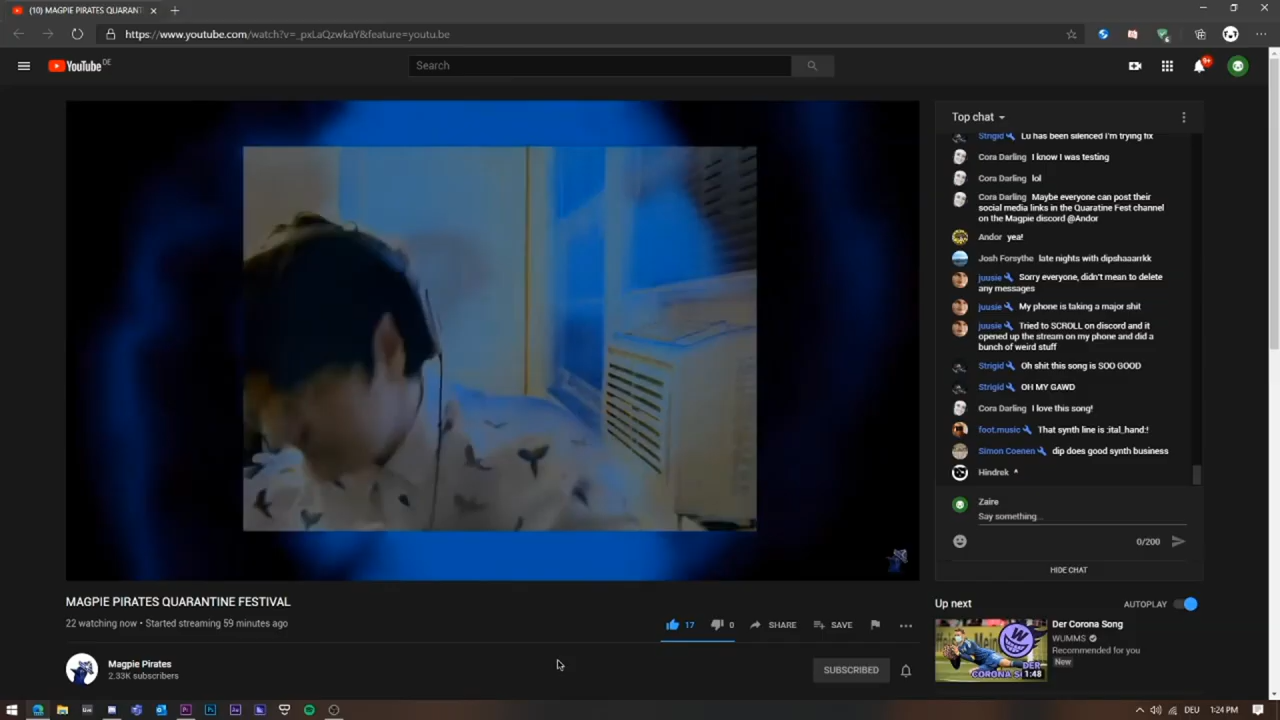 (10) MAGPIE PIRATES QUARANT
https://www.youtube.com/watch?v=_pxLaQzwkaY&feature=youtu.be
YouTube DE
Search
9+
Top chat
Strigid Lu has been silenced I'm trying fix
Cora Darling I know I was testing
Cora Darling lol
Cora Darling Maybe everyone can post their
social media links in the Quaratine Fest channel
on the Magpie discord @Andor
Andor yea!
Josh Forsythe late nights with dipshaaarrkk
juusie Sorry everyone, didn't mean to delete
any messages
juusie My phone is taking a major shit
juusie Tried to SCROLL on discord and it
opened up the stream on my phone and did a
bunch of weird stuff
Strigid Oh shit this song is SOO GOOD
Strigid OH MY GAWD
Cora Darling I love this song!
foot.music That synth line is :ital_hand:!
Simon Coenen dip does good synth business
Hindrek ^
Zaire
Say something...
0/200
HIDE CHAT
MAGPIE PIRATES QUARANTINE FESTIVAL
22 watching now • Started streaming 59 minutes ago
17
0
SHARE
SAVE
Magpie Pirates
2.33K subscribers
SUBSCRIBED
Up next
AUTOPLAY
Der Corona Song
WUMMS
Recommended for you
New
W
DER
CORONA S
1:48
DEU
1:24 PM